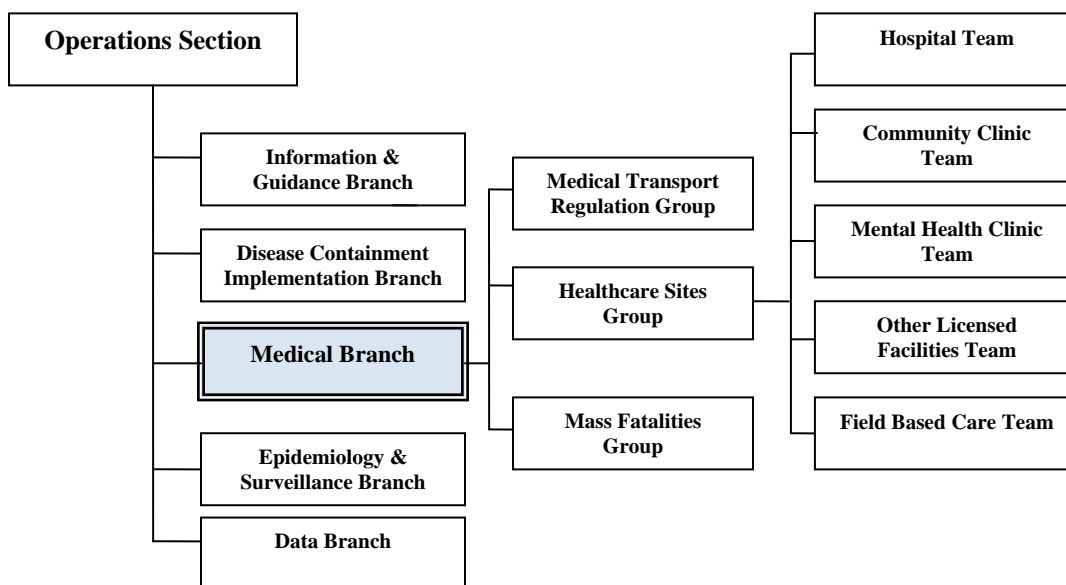 Operations Section
Information &
Guidance Branch
Disease Containment
Implementation Branch
Medical Branch
Epidemiology &
Surveillance Branch
Data Branch
Medical Transport
Regulation Group
Healthcare Sites
Group
Mass Fatalities
Group
Hospital Team
Community Clinic
Team
Mental Health Clinic
Team
Other Licensed
Facilities Team
Field Based Care Team